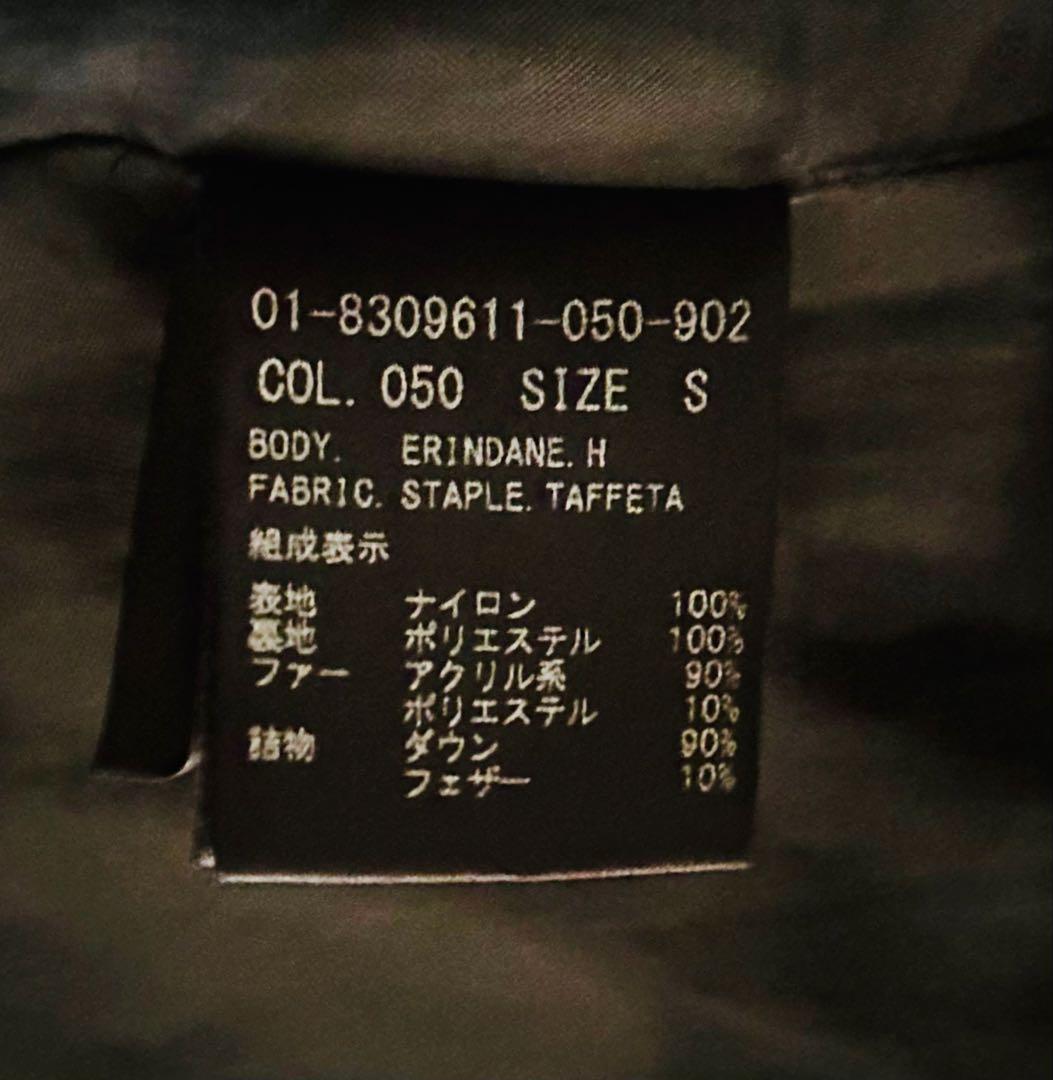 01-8309611-050-902
COL. 050 SIZE S
BODY. ERINDANE. H
FABRIC. STAPLE. TAFFETA
組成表示
表地 ナイロン 100%
裏地 ポリエステル 100%
ファー アクリル系 90%
ポリエステル 10%
詰物 ダウン 90%
フェザー 10%